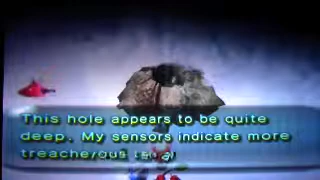 This hole appears to be quite
deep. My sensors indicate more
treacherous